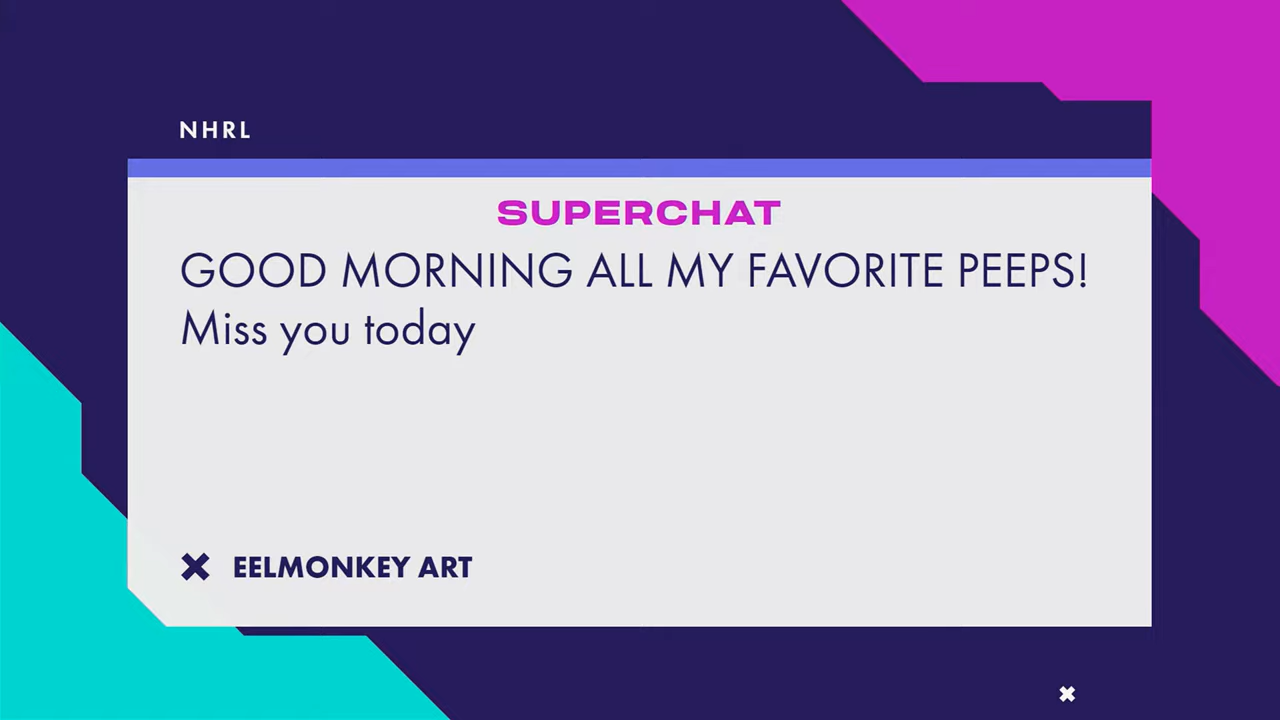 NHRL
SUPERCHAT
GOOD MORNING ALL MY FAVORITE PEEPS!
Miss you today
EELMONKEY ART